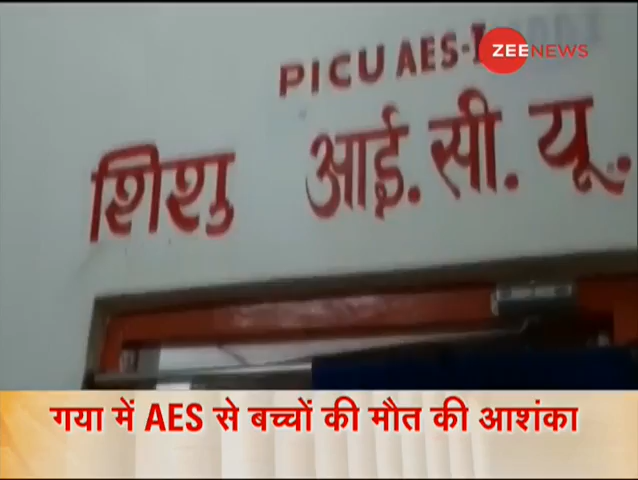 ZEE NEWS
PICU AES-I
शिशु आई.सी.यू.
गया में AES से बच्चों की मौत की आशंका